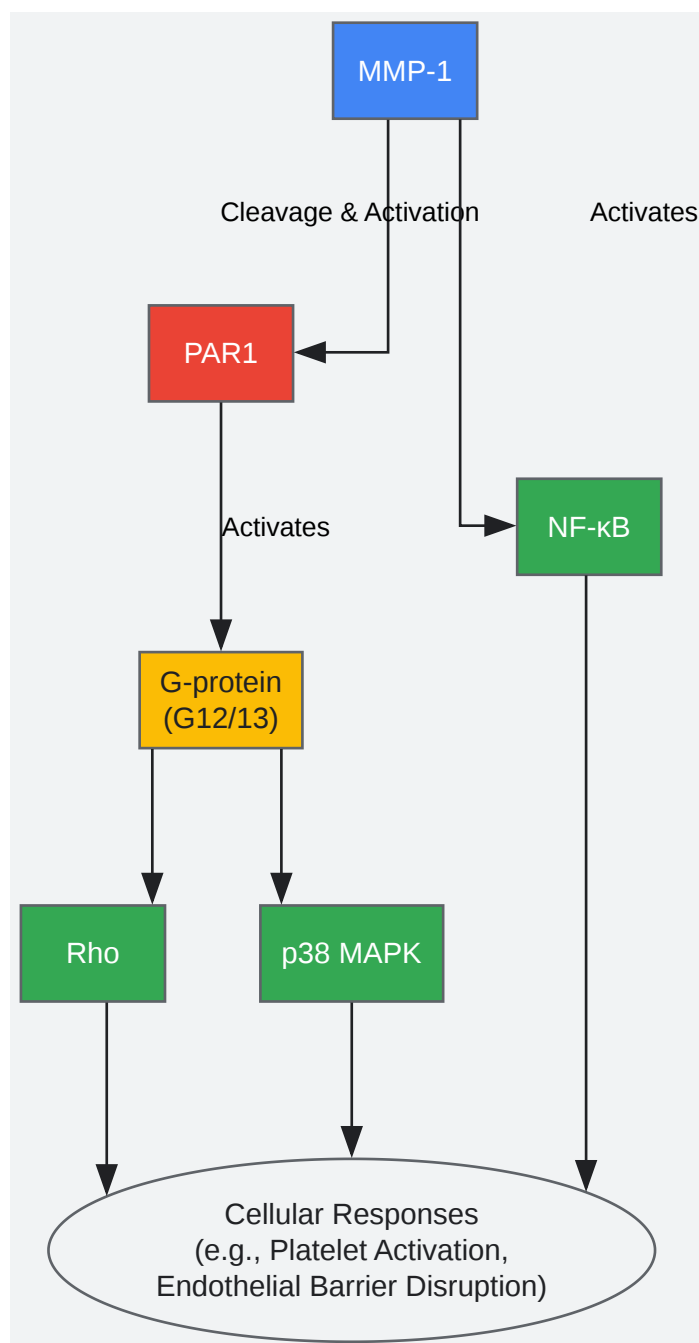 MMP-1
Cleavage & Activation
Activates
PAR1
Activates
NF-κB
G-protein
(G12/13)
Rho
p38 MAPK
Cellular Responses
(e.g., Platelet Activation,
Endothelial Barrier Disruption)